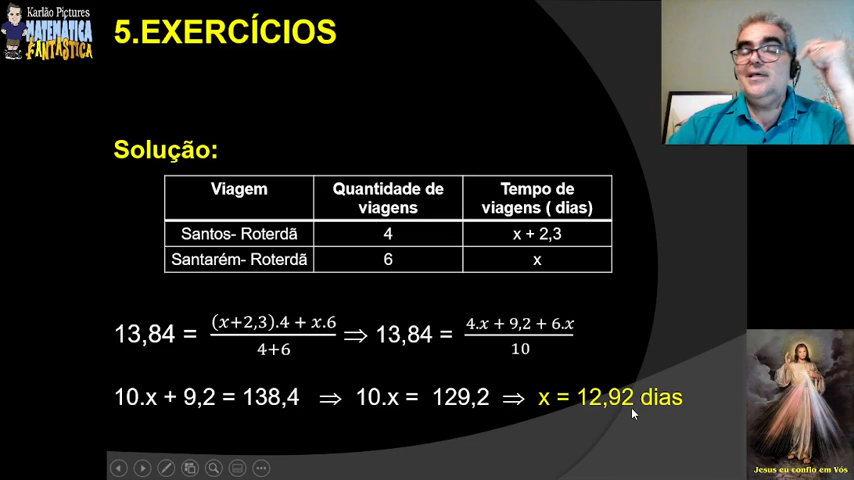 Karlão Pictures
MATEMÁTICA
FANTÁSTICA
5.EXERCÍCIOS
Solução:
Viagem Quantidade de viagens Tempo de viagens ( dias)
Santos- Roterdã 4 x + 2,3
Santarém- Roterdã 6 x
13,84 = (x+2,3).4 + x.6 / 4+6 ⇒ 13,84 = 4.x + 9,2 + 6.x / 10
10.x + 9,2 = 138,4 ⇒ 10.x = 129,2 ⇒ x = 12,92 dias
Jesus eu confio em Vós